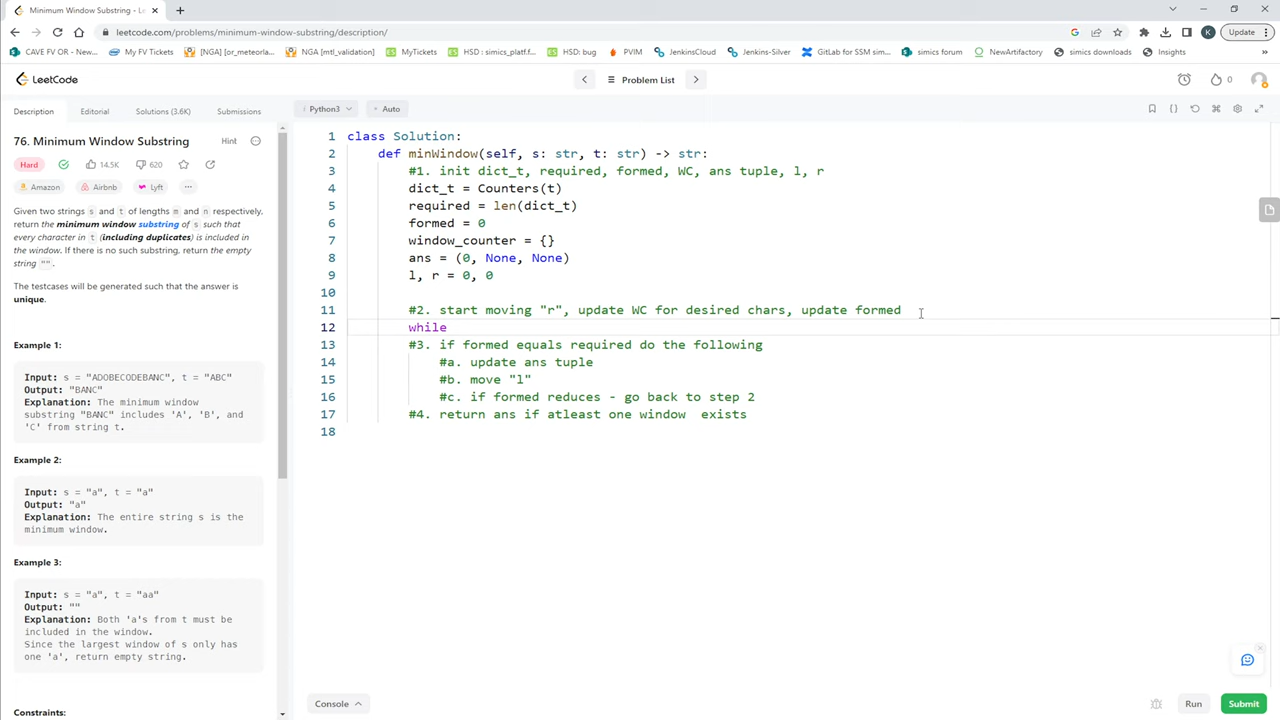 Minimum Window Substring - Le
leetcode.com/problems/minimum-window-substring/description/
Update
CAVE FV OR - New...
My FV Tickets
[NGA] [or_meteorla...
NGA [mtl_validation]
MyTickets
HSD : simics_platf.f...
HSD: bug
PVIM
JenkinsCloud
Jenkins-Silver
GitLab for SSM sim...
simics forum
NewArtifactory
simics downloads
Insights
LeetCode
Problem List
0
Description
Editorial
Solutions (3.6K)
Submissions
Python3
Auto
76. Minimum Window Substring
Hint
Hard
14.5K
620
Amazon
Airbnb
Lyft
Given two strings s and t of lengths m and n respectively,
return the minimum window substring of s such that
every character in t (including duplicates) is included in
the window. If there is no such substring, return the empty
string "".
The testcases will be generated such that the answer is
unique.
Example 1:
Input: s = "ADOBECODEBANC", t = "ABC"
Output: "BANC"
Explanation: The minimum window
substring "BANC" includes 'A', 'B', and
'C' from string t.
Example 2:
Input: s = "a", t = "a"
Output: "a"
Explanation: The entire string s is the
minimum window.
Example 3:
Input: s = "a", t = "aa"
Output: ""
Explanation: Both 'a's from t must be
included in the window.
Since the largest window of s only has
one 'a', return empty string.
Constraints:
1 class Solution:
2 def minWindow(self, s: str, t: str) -> str:
3 #1. init dict_t, required, formed, WC, ans tuple, l, r
4 dict_t = Counters(t)
5 required = len(dict_t)
6 formed = 0
7 window_counter = {}
8 ans = (0, None, None)
9 l, r = 0, 0
10
11 #2. start moving "r", update WC for desired chars, update formed
12 while
13 #3. if formed equals required do the following
14 #a. update ans tuple
15 #b. move "l"
16 #c. if formed reduces - go back to step 2
17 #4. return ans if atleast one window  exists
18
Console
Run
Submit